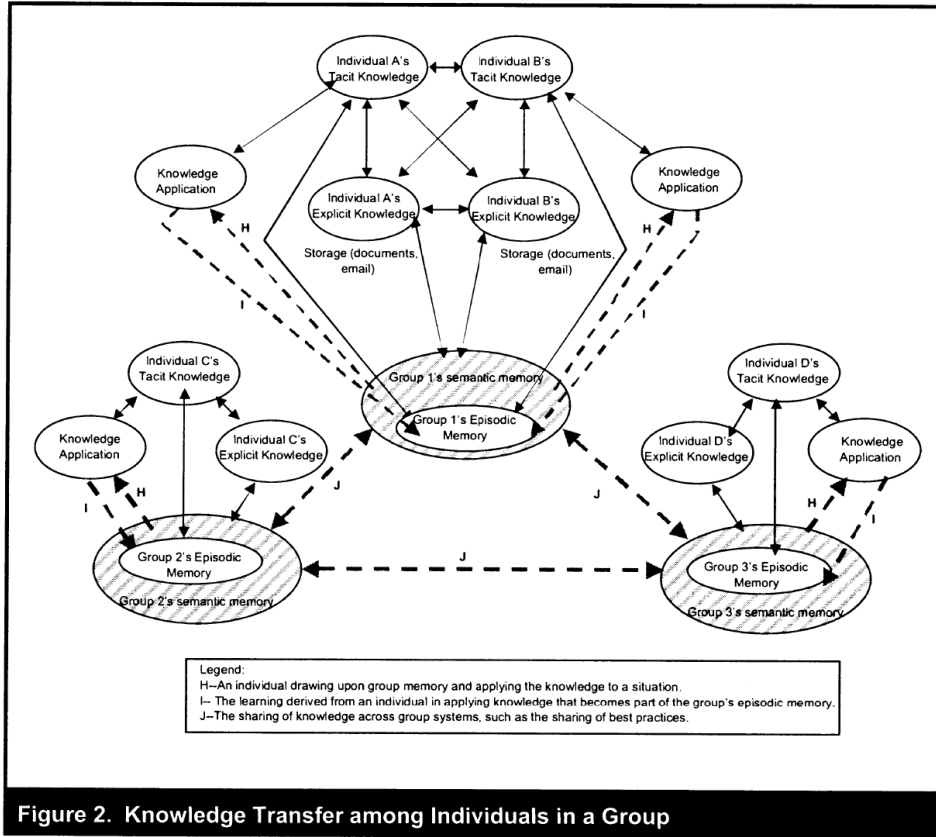 Individual A's
Tacit Knowledge
Individual B's
Tacit Knowledge
Knowledge
Application
Individual A's
Explicit Knowledge
Individual B's
Explicit Knowledge
Knowledge
Application
H
Storage (documents,
email)
Storage (documents,
email)
H
I
I
Individual C's
Tacit Knowledge
Group 1's semantic memory
Group 1's Episodic
Memory
Individual D's
Tacit Knowledge
Knowledge
Application
Individual C's
Explicit Knowledge
Individual D's
Explicit Knowledge
Knowledge
Application
I
H
J
J
H
I
Group 2's Episodic
Memory
Group 2's semantic memory
J
Group 3's Episodic
Memory
Group 3's semantic memory
Legend:
H--An individual drawing upon group memory and applying the knowledge to a situation.
I-- The learning derived from an individual in applying knowledge that becomes part of the group's episodic memory.
J--The sharing of knowledge across group systems, such as the sharing of best practices.
Figure 2. Knowledge Transfer among Individuals in a Group